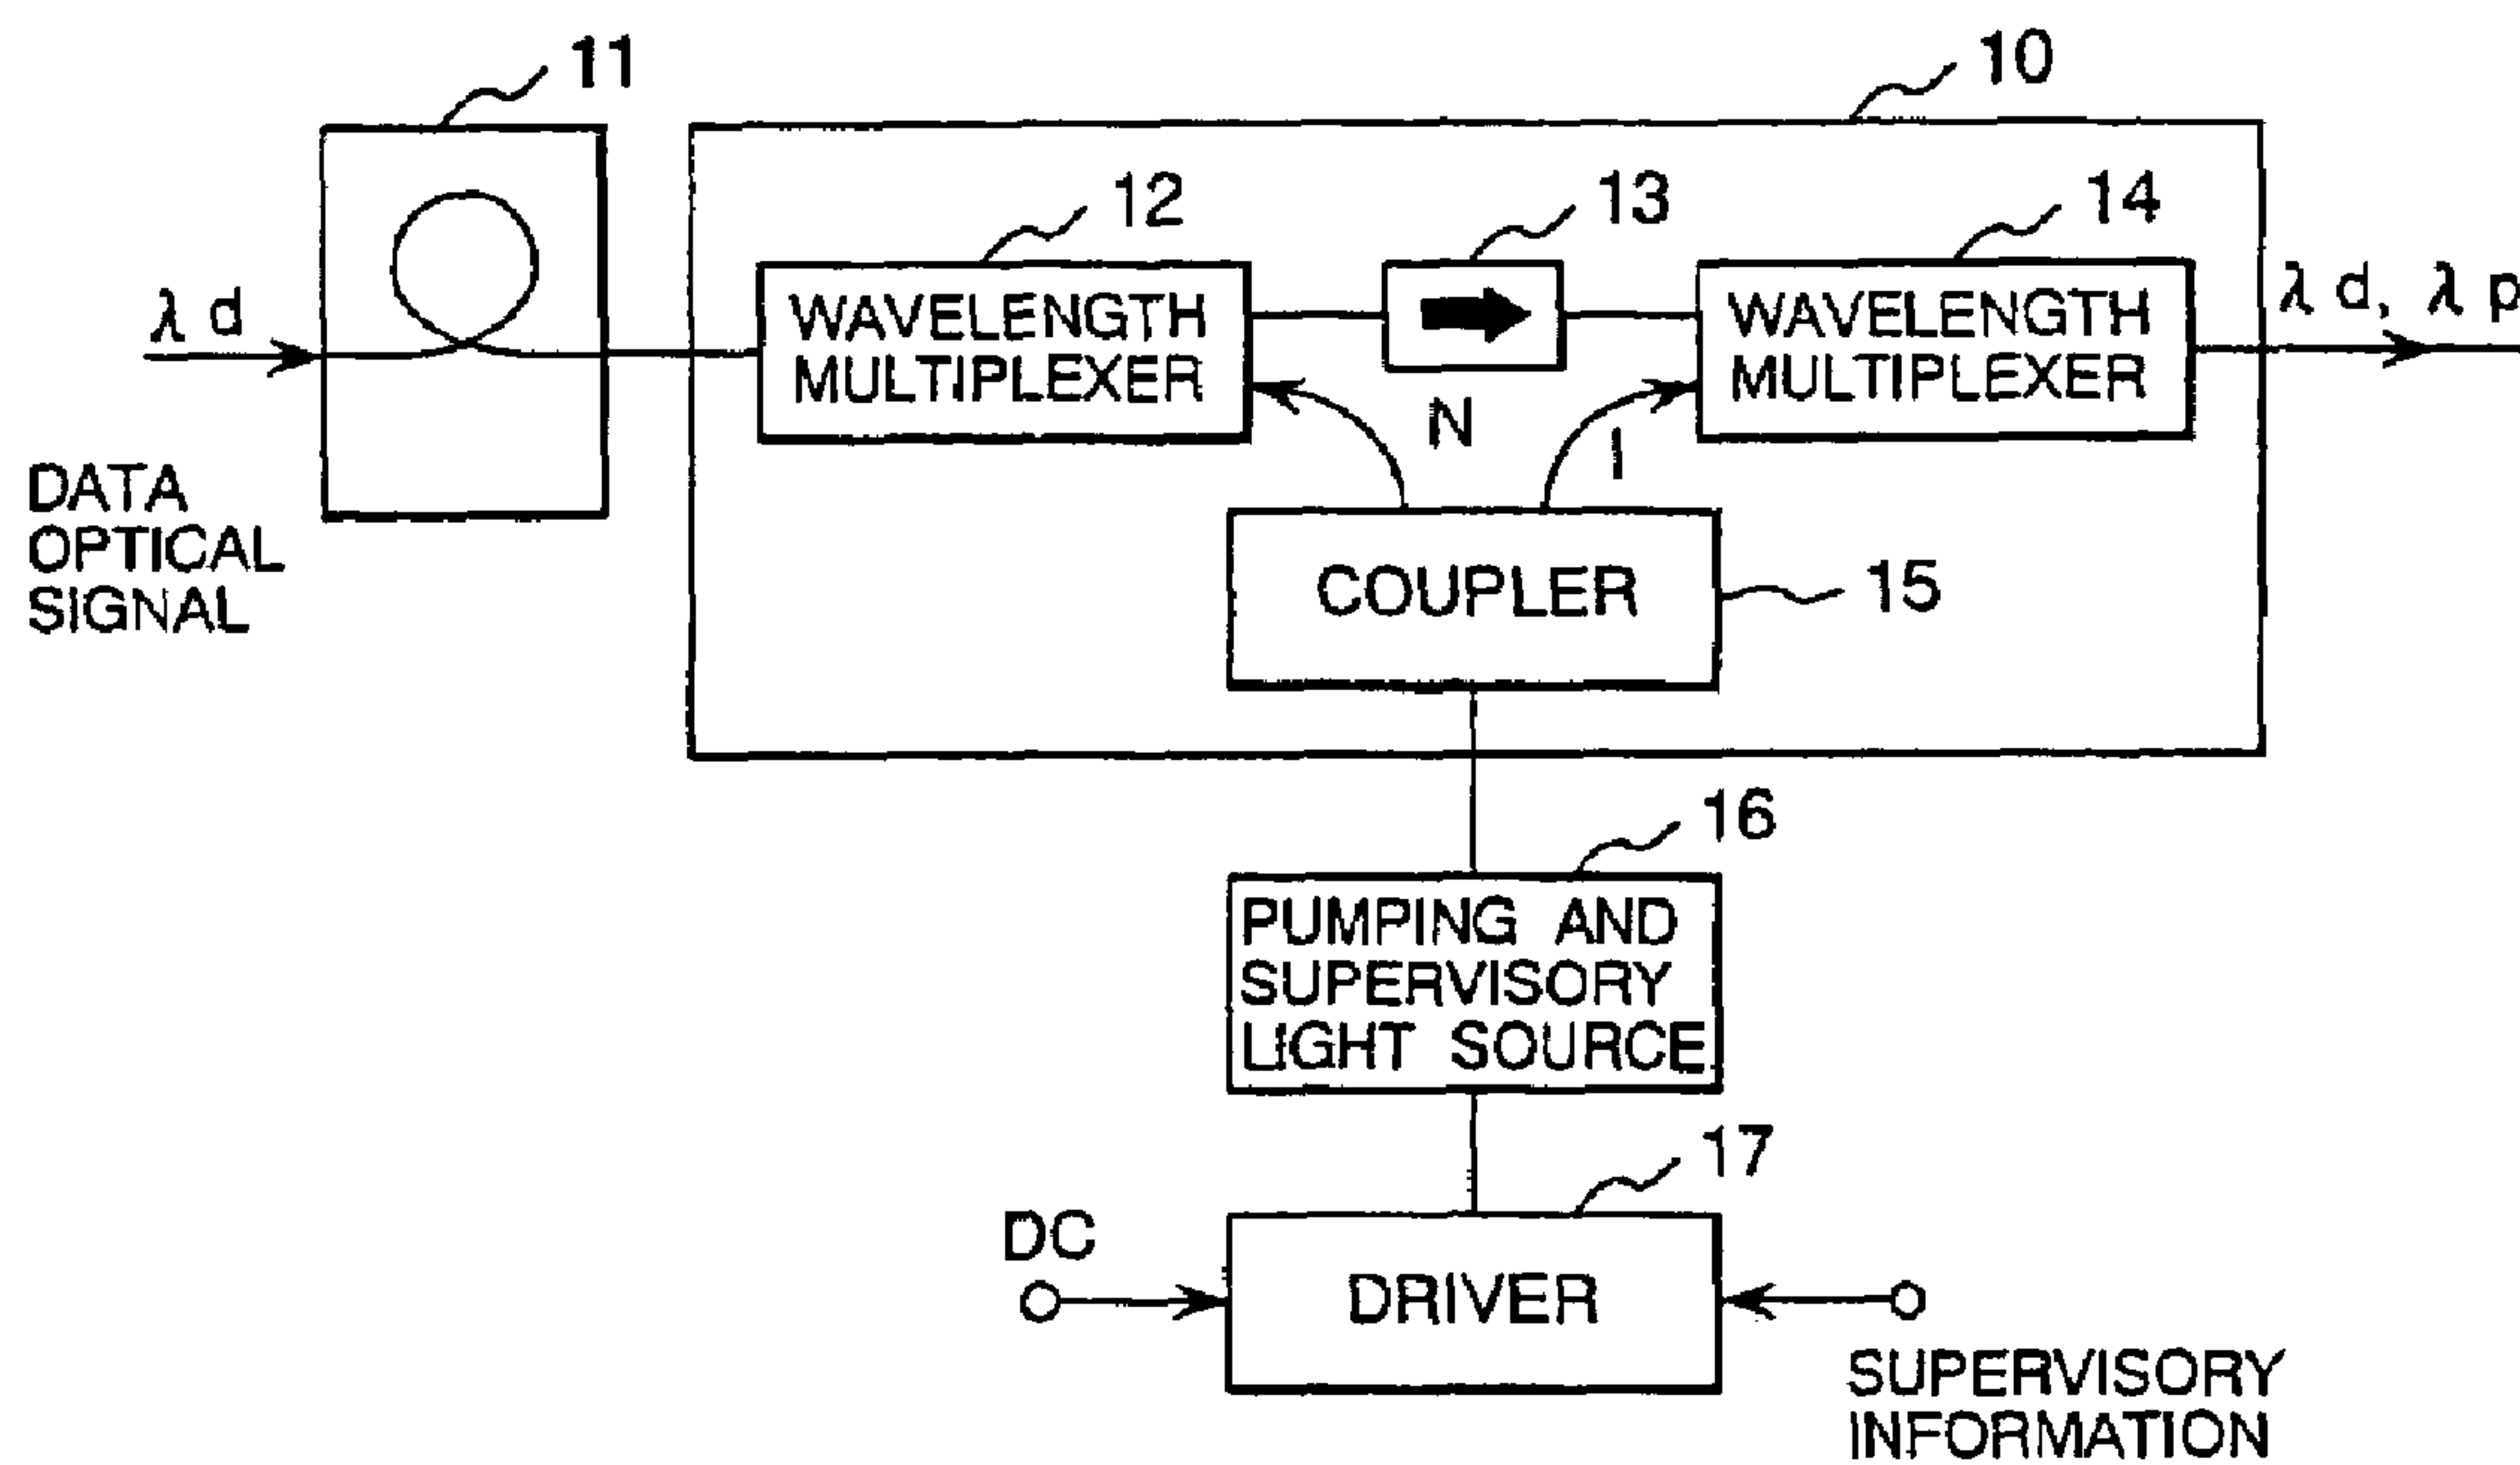 11
10
12
13
14
λ d
WAVELENGTH
MULTIPLEXER
WAVELENGTH
MULTIPLEXER
λ d, λ p
N
1
DATA
OPTICAL
SIGNAL
COUPLER
15
16
PUMPING AND
SUPERVISORY
LIGHT SOURCE
17
DC
DRIVER
SUPERVISORY
INFORMATION